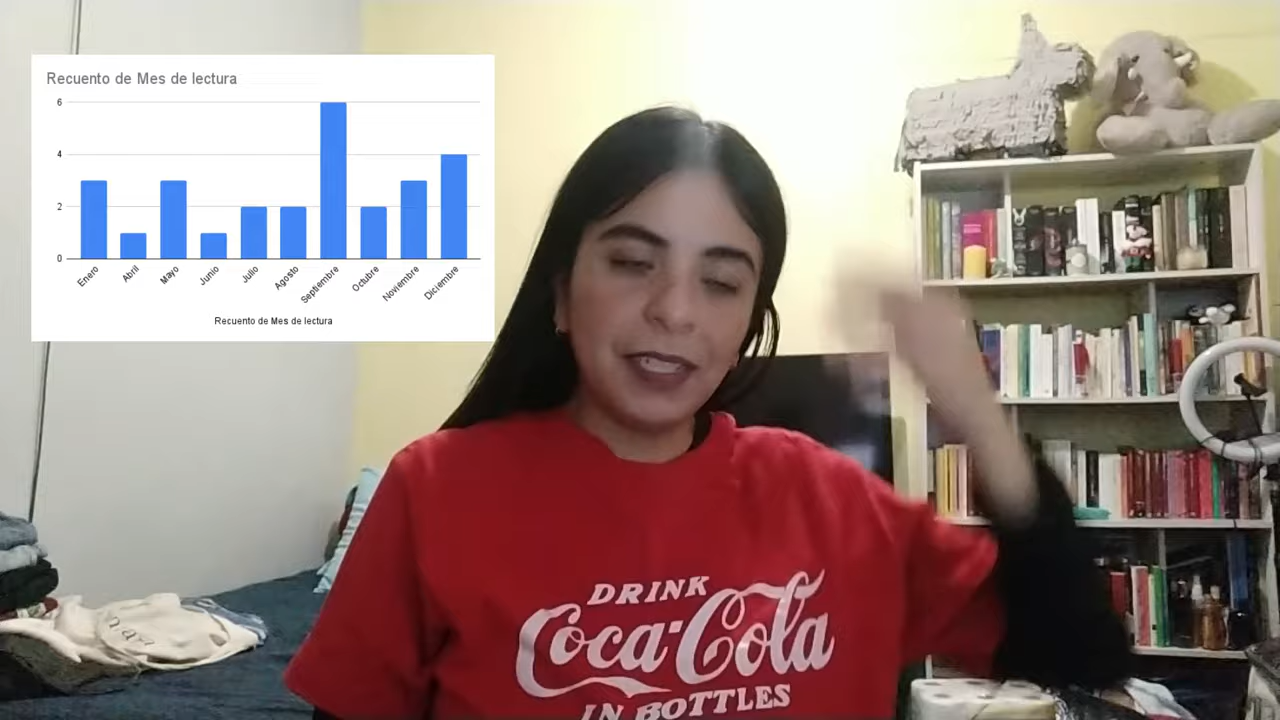 Recuento de Mes de lectura
6
4
2
0
Enero
Abril
Mayo
Junio
Julio
Agosto
Septiembre
Octubre
Noviembre
Diciembre
Recuento de Mes de lectura
DRINK
Coca-Cola
IN BOTTLES